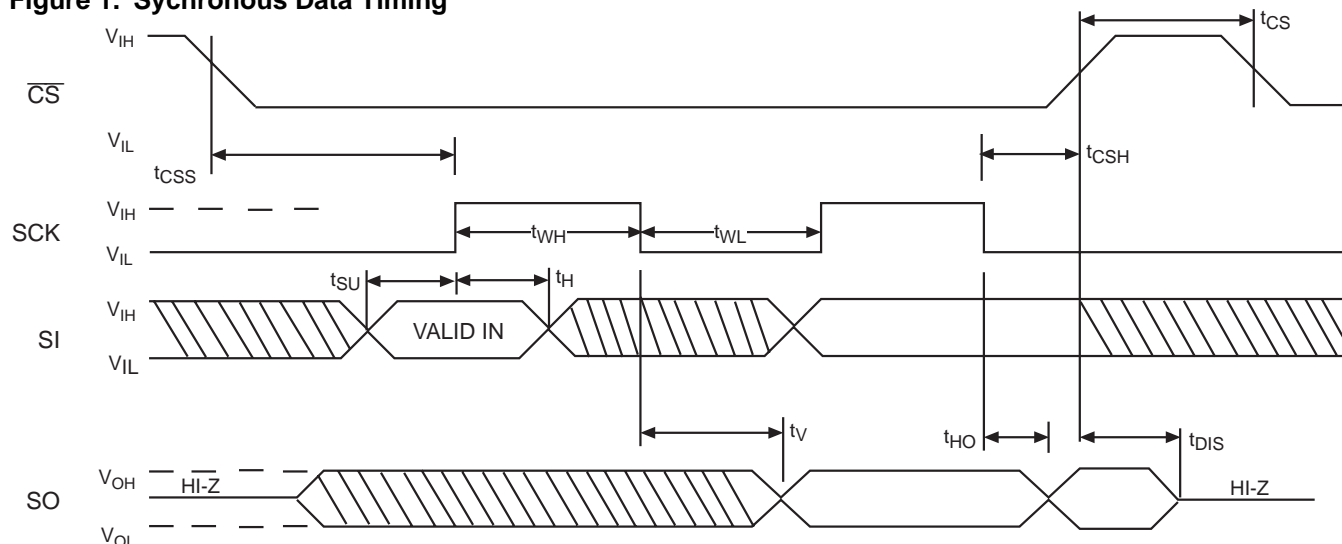 Figure 1. Sychronous Data Timing
tCS
VIH
CS
VIL
tCSS
tCSH
VIH
SCK
VIL
tWH
tWL
tSU
tH
VIH
SI
VALID IN
VIL
tV
tHO
tDIS
VOH
HI-Z
HI-Z
SO
VOL